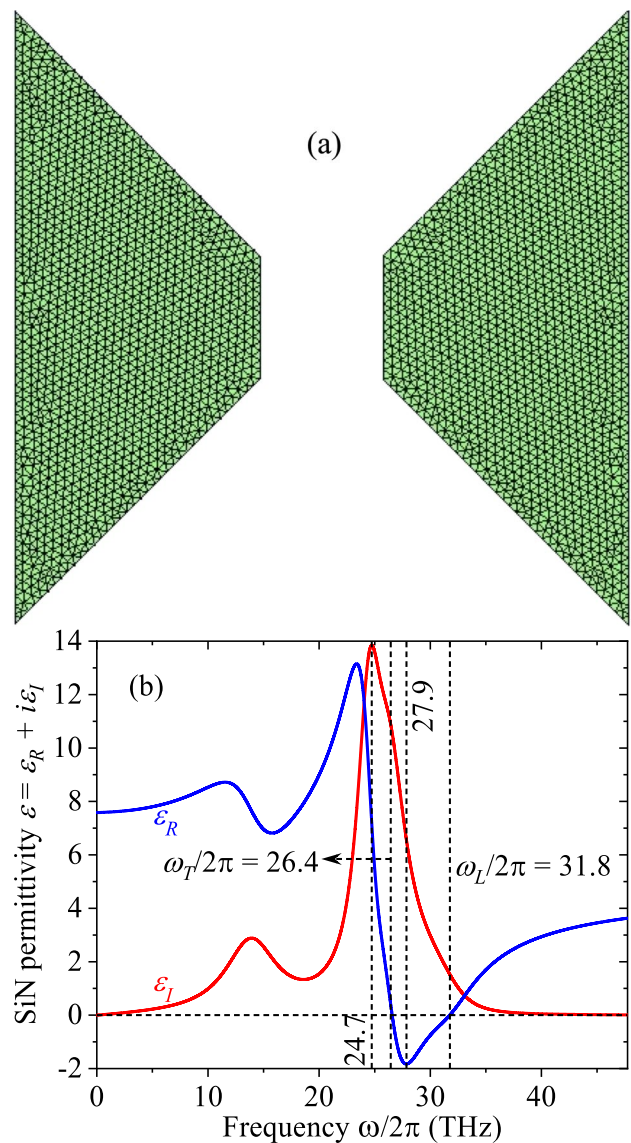 (a)
14
12
10
8
6
4
2
0
-2
SiN permittivity ε = ε_R + iε_I
(b)
27.9
ε_R
ω_T/2π = 26.4
ω_L/2π = 31.8
ε_I
24.7
0 10 20 30 40
Frequency ω/2π (THz)